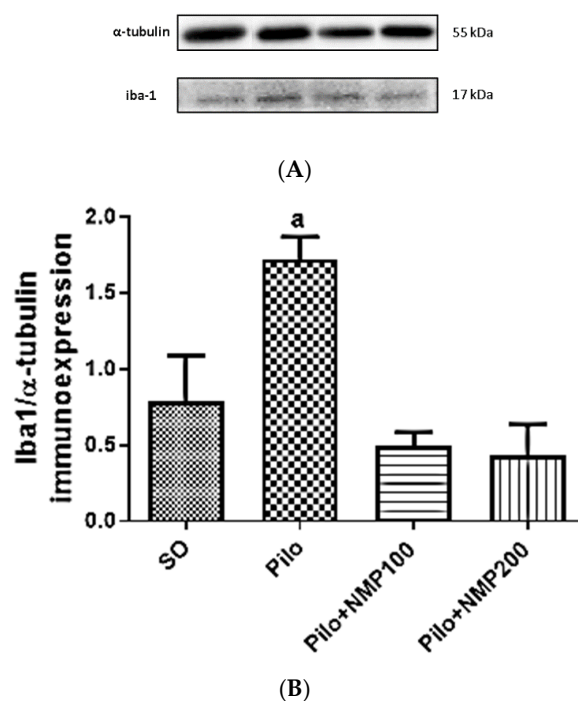 α-tubulin 55 kDa
iba-1 17 kDa
(A)
a
Iba1/α-tubulin
immunoexpression
2.0
1.5
1.0
0.5
0.0
SO
Pilo
Pilo+NMP100
Pilo+NMP200
(B)